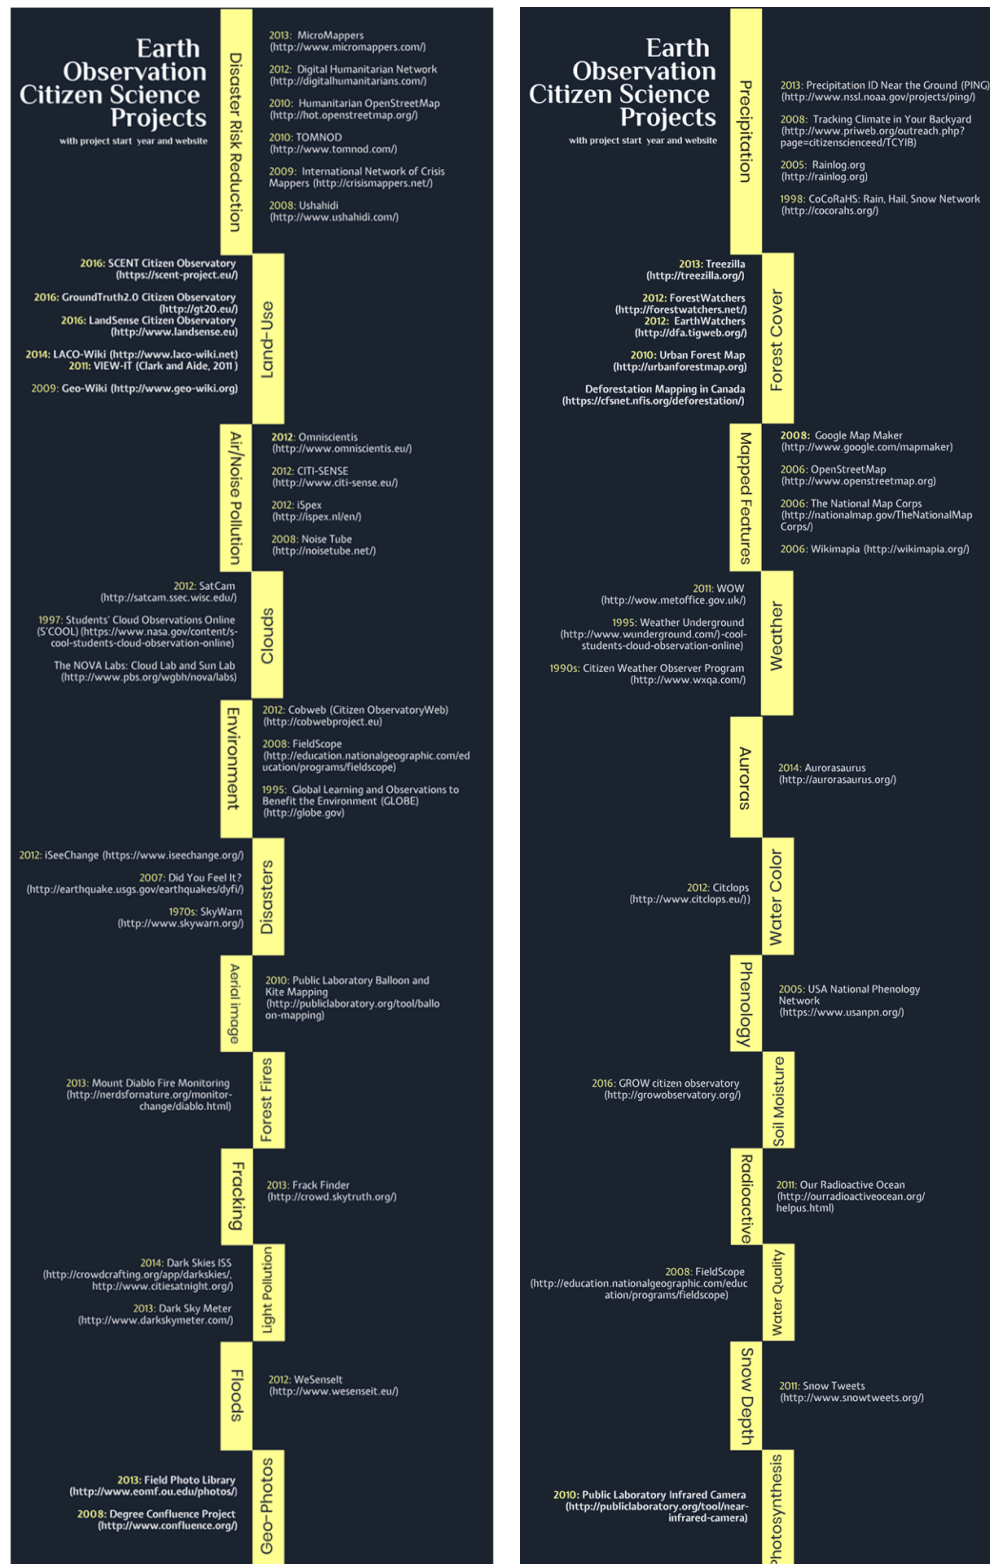 Earth
Observation
Citizen Science
Projects
with project start year and website
Disaster Risk Reduction
2013: MicroMappers
(http://www.micromappers.com/)
2012: Digital Humanitarian Network
(http://digitalhumanitarians.com/)
2010: Humanitarian OpenStreetMap
(http://hot.openstreetmap.org/)
2010: TOMNOD
(http://www.tomnod.com/)
2009: International Network of Crisis
Mappers (http://crisismappers.net/)
2008: Ushahidi
(http://www.ushahidi.com/)
Land-Use
2016: SCENT Citizen Observatory
(https://scent-project.eu/)
2016: GroundTruth2.0 Citizen Observatory
(http://gt20.eu/)
2016: LandSense Citizen Observatory
(http://www.landsense.eu)
2014: LACO-Wiki (http://www.laco-wiki.net)
2011: VIEW-IT (Clark and Aide, 2011 )
2009: Geo-Wiki (http://www.geo-wiki.org)
Air/Noise Pollution
2012: Omniscientis
(http://www.omniscientis.eu/)
2012: CITI-SENSE
(http://www.citi-sense.eu/)
2012: iSpex
(http://ispex.nl/en/)
2008: Noise Tube
(http://noisetube.net/)
Clouds
2012: SatCam
(http://satcam.ssec.wisc.edu/)
1997: Students' Cloud Observations Online
(S'COOL) (https://www.nasa.gov/content/s-
cool-students-cloud-observation-online)
The NOVA Labs: Cloud Lab and Sun Lab
(http://www.pbs.org/wgbh/nova/labs)
Environment
2012: Cobweb (Citizen ObservatoryWeb)
(http://cobwebproject.eu)
2008: FieldScope
(http://education.nationalgeographic.com/ed
ucation/programs/fieldscope)
1995: Global Learning and Observations to
Benefit the Environment (GLOBE)
(http://globe.gov)
Disasters
2012: iSeeChange (https://www.iseechange.org/)
2007: Did You Feel It?
(http://earthquake.usgs.gov/earthquakes/dyfi/)
1970s: SkyWarn
(http://www.skywarn.org/)
Aerial image
2010: Public Laboratory Balloon and
Kite Mapping
(http://publiclaboratory.org/tool/ballo
on-mapping)
Forest Fires
2013: Mount Diablo Fire Monitoring
(http://nerdsfornature.org/monitor-
change/diablo.html)
Fracking
2013: Frack Finder
(http://crowd.skytruth.org/)
Light Pollution
2014: Dark Skies ISS
(http://crowdcrafting.org/app/darkskies/,
http://www.citiesatnight.org/)
2013: Dark Sky Meter
(http://www.darkskymeter.com/)
Floods
2012: WeSenseIt
(http://www.wesenseit.eu/)
Geo-Photos
2013: Field Photo Library
(http://www.eomf.ou.edu/photos/)
2008: Degree Confluence Project
(http://www.confluence.org/)
Earth
Observation
Citizen Science
Projects
with project start year and website
Precipitation
2013: Precipitation ID Near the Ground (PING)
(http://www.nssl.noaa.gov/projects/ping/)
2008: Tracking Climate in Your Backyard
(http://www.priweb.org/outreach.php?
page=citizenscienceed/TCYIB)
2005: Rainlog.org
(http://rainlog.org)
1998: CoCoRaHS: Rain, Hail, Snow Network
(http://cocorahs.org/)
Forest Cover
2013: Treezilla
(http://treezilla.org/)
2012: ForestWatchers
(http://forestwatchers.net/)
2012: EarthWatchers
(http://dfa.tigweb.org/)
2010: Urban Forest Map
(http://urbanforestmap.org)
Deforestation Mapping in Canada
(https://cfsnet.nfis.org/deforestation/)
Mapped Features
2008: Google Map Maker
(http://www.google.com/mapmaker)
2006: OpenStreetMap
(http://www.openstreetmap.org)
2006: The National Map Corps
(http://nationalmap.gov/TheNationalMap
Corps/)
2006: Wikimapia (http://wikimapia.org/)
Weather
2011: WOW
(http://wow.metoffice.gov.uk/)
1995: Weather Underground
(http://www.wunderground.com/)-cool-
students-cloud-observation-online)
1990s: Citizen Weather Observer Program
(http://www.wxqa.com/)
Auroras
2014: Aurorasaurus
(http://aurorasaurus.org/)
Water Color
2012: Citclops
(http://www.citclops.eu/))
Phenology
2005: USA National Phenology
Network
(https://www.usanpn.org/)
Soil Moisture
2016: GROW citizen observatory
(http://growobservatory.org/)
Radioactive
2011: Our Radioactive Ocean
(http://ourradioactiveocean.org/
helpus.html)
Water Quality
2008: FieldScope
(http://education.nationalgeographic.com/educ
ation/programs/fieldscope)
Snow Depth
2011: Snow Tweets
(http://www.snowtweets.org/)
Photosynthesis
2010: Public Laboratory Infrared Camera
(http://publiclaboratory.org/tool/near-
infrared-camera)